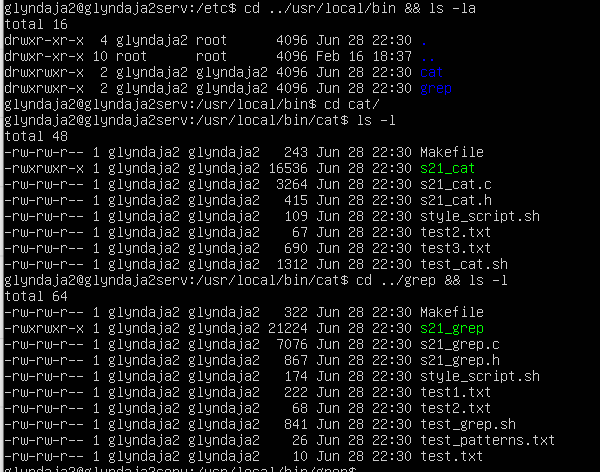 glyndaja2@glyndaja2serv:/etc$ cd ../usr/local/bin && ls -la
total 16
drwxr-xr-x  4 glyndaja2 root      4096 Jun 28 22:30 .
drwxr-xr-x 10 root      root      4096 Feb 16 18:37 ..
drwxrwxr-x  2 glyndaja2 glyndaja2 4096 Jun 28 22:30 cat
drwxrwxr-x  2 glyndaja2 glyndaja2 4096 Jun 28 22:30 grep
glyndaja2@glyndaja2serv:/usr/local/bin$ cd cat/
glyndaja2@glyndaja2serv:/usr/local/bin/cat$ ls -l
total 48
-rw-rw-r-- 1 glyndaja2 glyndaja2   243 Jun 28 22:30 Makefile
-rwxrwxr-x 1 glyndaja2 glyndaja2 16536 Jun 28 22:30 s21_cat
-rw-rw-r-- 1 glyndaja2 glyndaja2  3264 Jun 28 22:30 s21_cat.c
-rw-rw-r-- 1 glyndaja2 glyndaja2   415 Jun 28 22:30 s21_cat.h
-rw-rw-r-- 1 glyndaja2 glyndaja2   109 Jun 28 22:30 style_script.sh
-rw-rw-r-- 1 glyndaja2 glyndaja2    67 Jun 28 22:30 test2.txt
-rw-rw-r-- 1 glyndaja2 glyndaja2   690 Jun 28 22:30 test3.txt
-rw-rw-r-- 1 glyndaja2 glyndaja2  1312 Jun 28 22:30 test_cat.sh
glyndaja2@glyndaja2serv:/usr/local/bin/cat$ cd ../grep && ls -l
total 64
-rw-rw-r-- 1 glyndaja2 glyndaja2   322 Jun 28 22:30 Makefile
-rwxrwxr-x 1 glyndaja2 glyndaja2 21224 Jun 28 22:30 s21_grep
-rw-rw-r-- 1 glyndaja2 glyndaja2  7076 Jun 28 22:30 s21_grep.c
-rw-rw-r-- 1 glyndaja2 glyndaja2   867 Jun 28 22:30 s21_grep.h
-rw-rw-r-- 1 glyndaja2 glyndaja2   174 Jun 28 22:30 style_script.sh
-rw-rw-r-- 1 glyndaja2 glyndaja2   222 Jun 28 22:30 test1.txt
-rw-rw-r-- 1 glyndaja2 glyndaja2    68 Jun 28 22:30 test2.txt
-rw-rw-r-- 1 glyndaja2 glyndaja2   841 Jun 28 22:30 test_grep.sh
-rw-rw-r-- 1 glyndaja2 glyndaja2    26 Jun 28 22:30 test_patterns.txt
-rw-rw-r-- 1 glyndaja2 glyndaja2    10 Jun 28 22:30 test.txt
glyndaja2@glyndaja2serv:/usr/local/bin/grep$